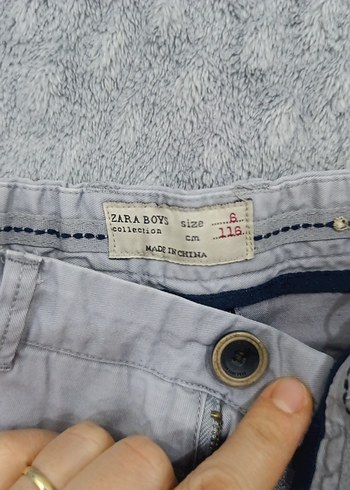 ZARA BOYS size 6
collection cm 116
MADE IN CHINA